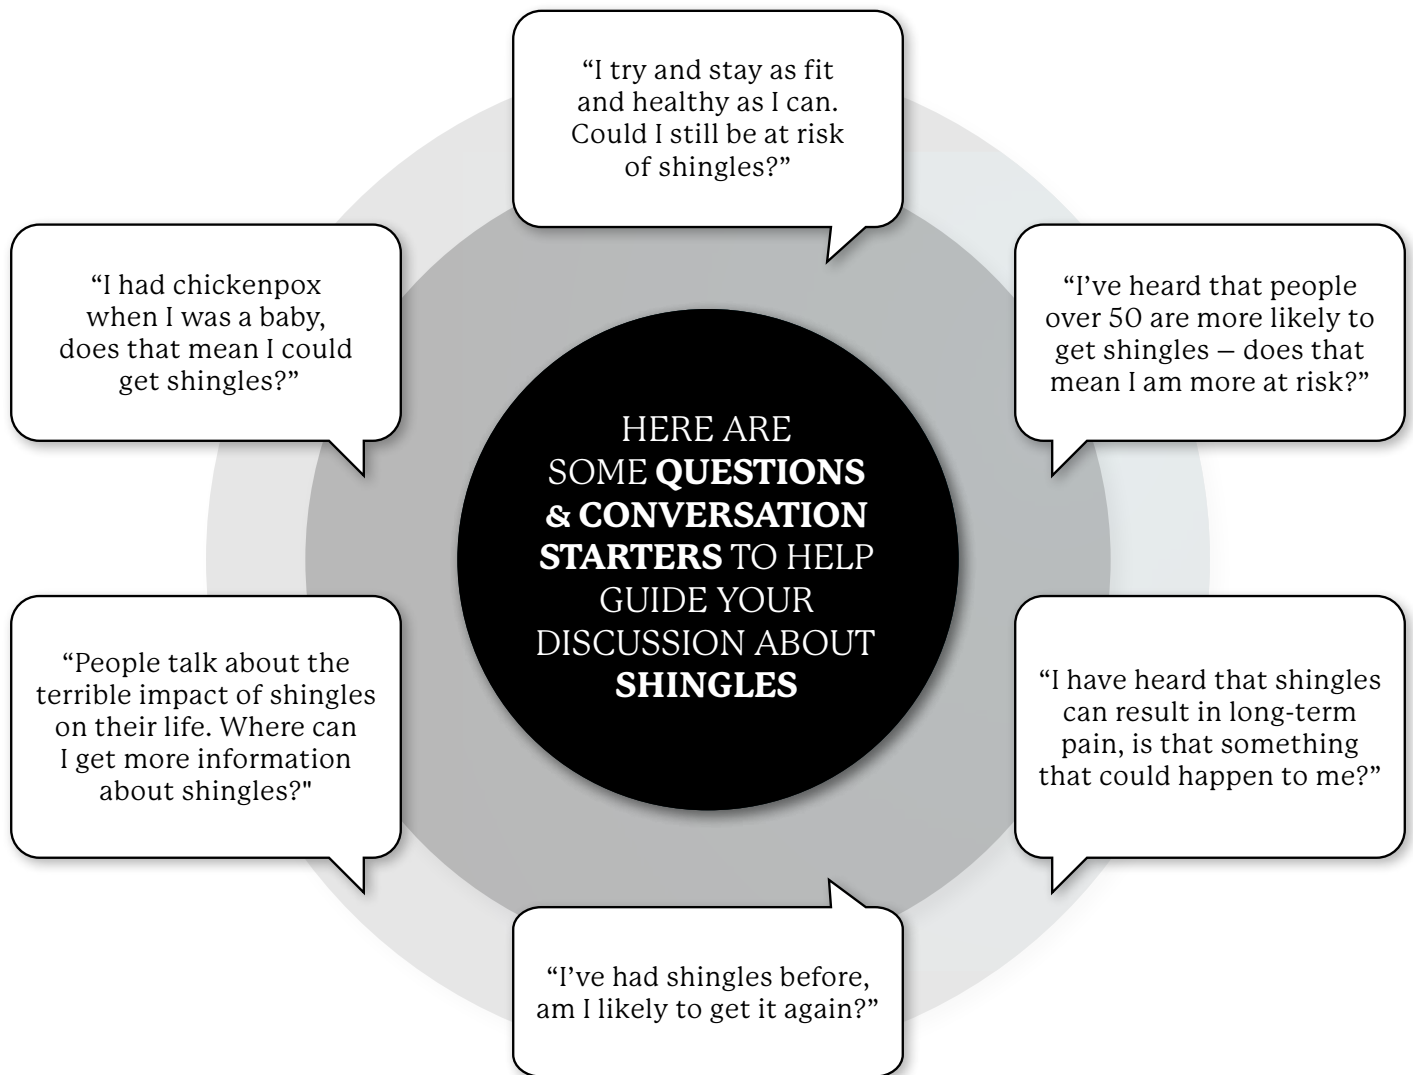 “I try and stay as fit
and healthy as I can.
Could I still be at risk
of shingles?”
“I had chickenpox
when I was a baby,
does that mean I could
get shingles?”
“I’ve heard that people
over 50 are more likely to
get shingles – does that
mean I am more at risk?”
HERE ARE
SOME QUESTIONS
& CONVERSATION
STARTERS TO HELP
GUIDE YOUR
DISCUSSION ABOUT
SHINGLES
“People talk about the
terrible impact of shingles
on their life. Where can
I get more information
about shingles?"
“I have heard that shingles
can result in long-term
pain, is that something
that could happen to me?”
“I’ve had shingles before,
am I likely to get it again?”